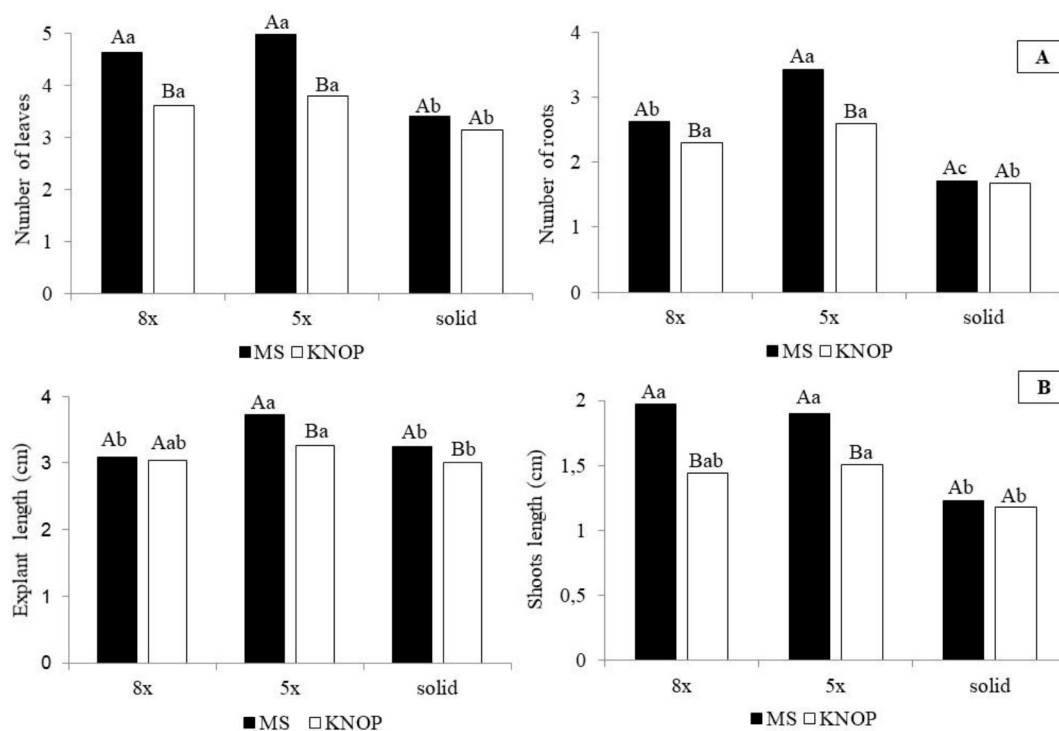 5
4
3
2
1
0
Number of leaves
Aa
Ba
Aa
Ba
Ab
Ab
8x 5x solid
MS KNOP
A
4
3
2
1
0
Number of roots
Ab
Ba
Aa
Ba
Ac
Ab
8x 5x solid
MS KNOP
4
3
2
1
0
Explant length (cm)
Ab
Aab
Aa
Ba
Ab
Bb
8x 5x solid
MS KNOP
B
2
1,5
1
0,5
0
Shoots length (cm)
Aa
Bab
Aa
Ba
Ab
Ab
8x 5x solid
MS KNOP